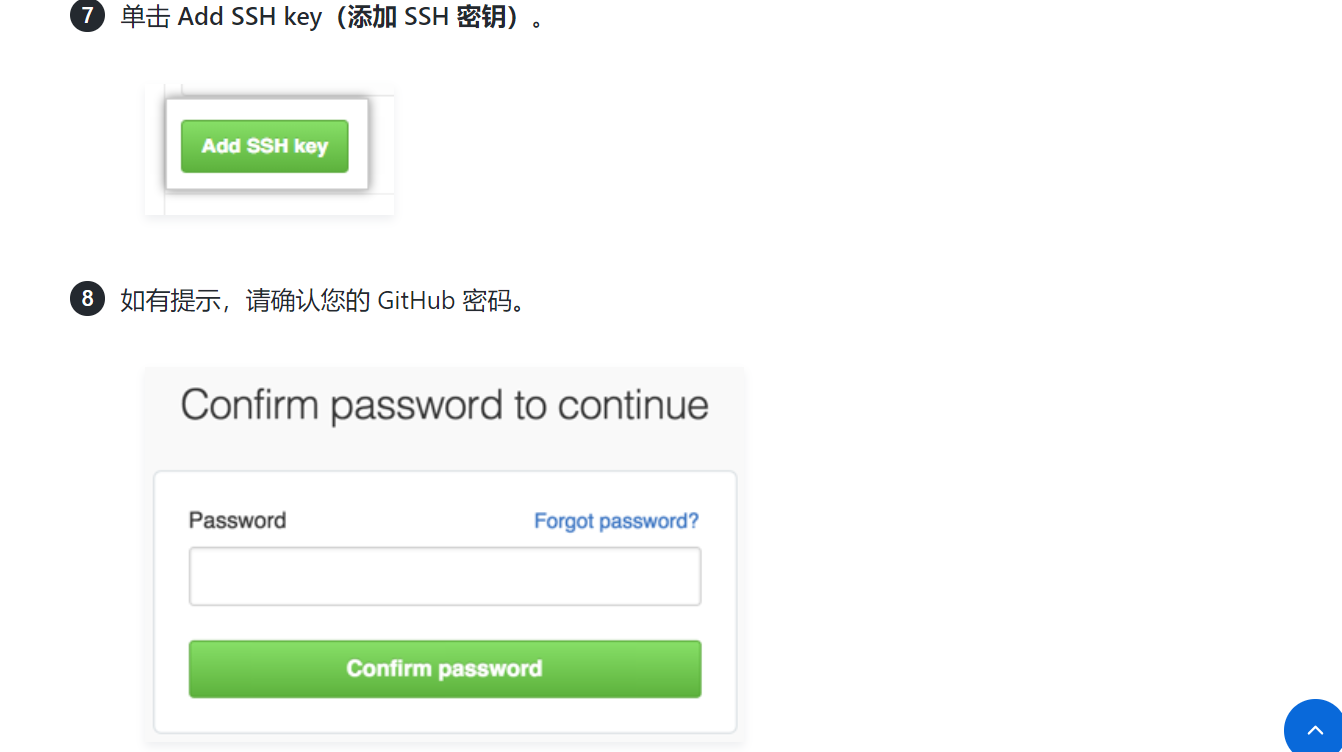 7 单击 Add SSH key（添加 SSH 密钥）。
Add SSH key
8 如有提示，请确认您的 GitHub 密码。
Confirm password to continue
Password Forgot password?
Confirm password